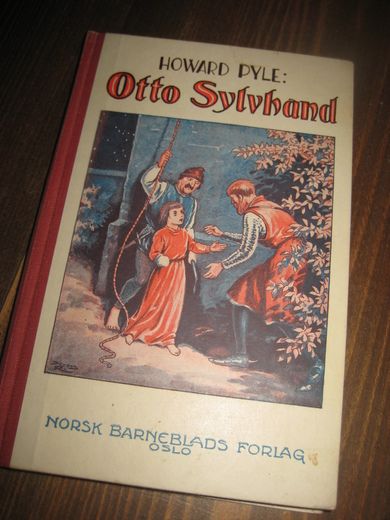 HOWARD PYLE:
Otto Sylvhand
NORSK BARNEBLADS FORLAG
OSLO